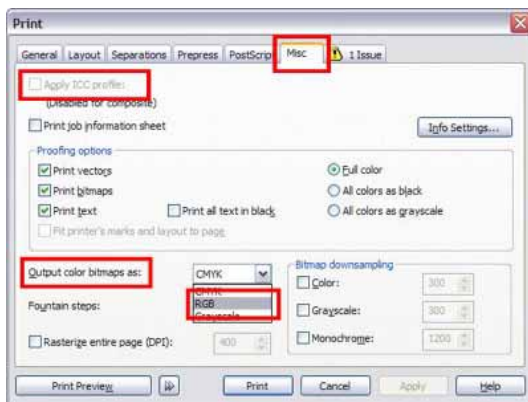 Print
General Layout Separations Prepress PostScript Misc 1 Issue
Apply ICC profile:
(Disabled for composite)
Print job information sheet
Info Settings...
Proofing options
Print vectors
Full color
Print bitmaps
All colors as black
Print text Print all text in black
All colors as grayscale
Fit printer's marks and layout to page
Output color bitmaps as: CMYK
CMYK
RGB
Grayscale
Bitmap downsampling
Color: 300
Fountain steps:
Grayscale: 300
Rasterize entire page (DPI): 400
Monochrome: 1200
Print Preview Print Cancel Apply Help